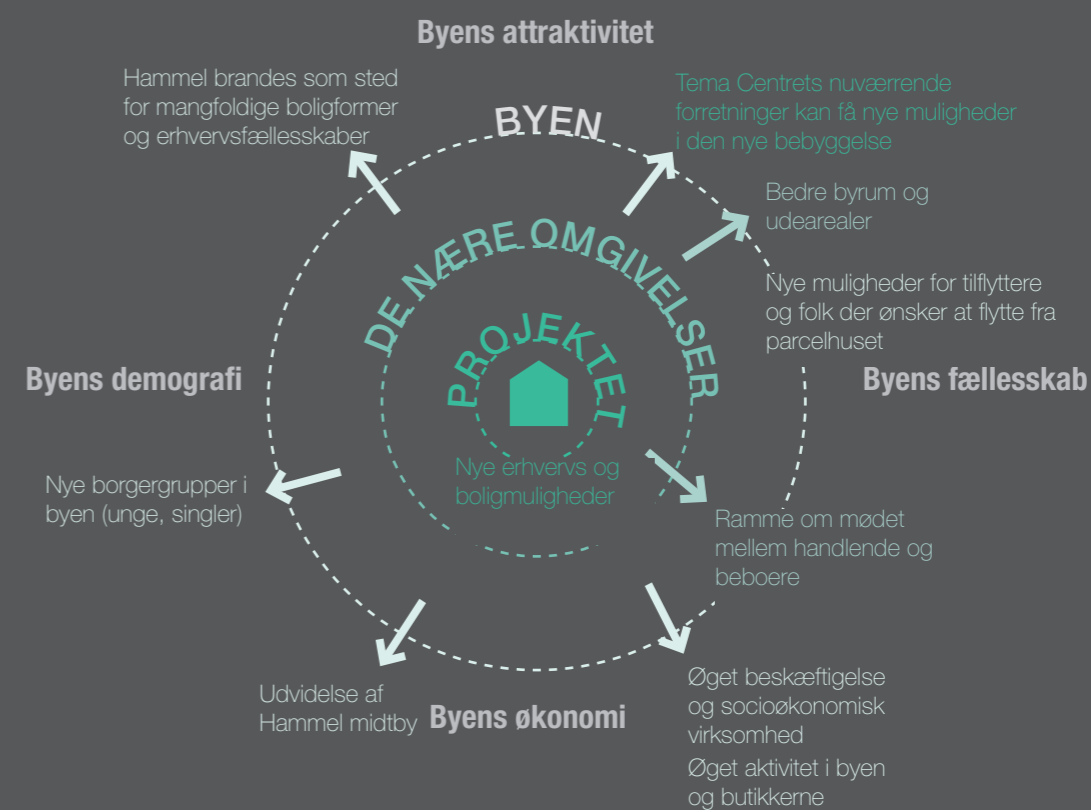 Byens attraktivitet
Hammel brandes som sted
for mangfoldige boligformer
og erhvervsfællesskaber
BYEN
Tema Centrets nuværrende
forretninger kan få nye muligheder
i den nye bebyggelse
Bedre byrum og
udearealer
DE NÆRE OMGIVELSER
Nye muligheder for tilflyttere
og folk der ønsker at flytte fra
parcelhuset
PROJEKTET
Byens demografi
Byens fællesskab
Nye erhvervs og
boligmuligheder
Nye borgergrupper i
byen (unge, singler)
Ramme om mødet
mellem handlende og
beboere
Udvidelse af
Hammel midtby
Byens økonomi
Øget beskæftigelse
og socioøkonomisk
virksomhed
Øget aktivitet i byen
og butikkerne